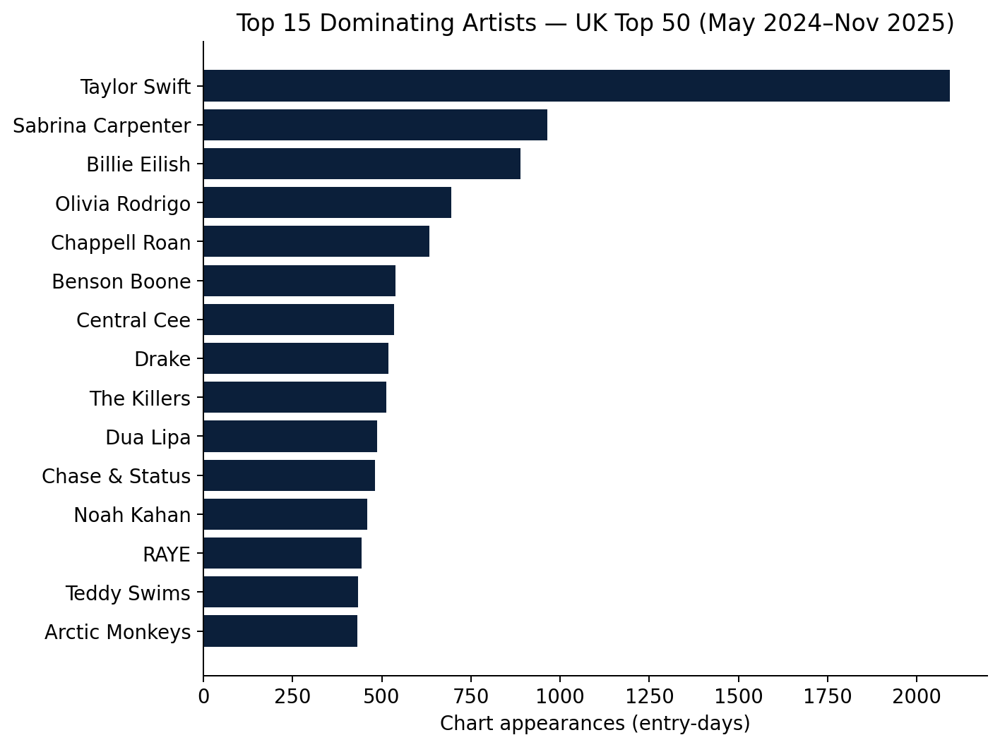 Top 15 Dominating Artists — UK Top 50 (May 2024–Nov 2025)
Taylor Swift
Sabrina Carpenter
Billie Eilish
Olivia Rodrigo
Chappell Roan
Benson Boone
Central Cee
Drake
The Killers
Dua Lipa
Chase & Status
Noah Kahan
RAYE
Teddy Swims
Arctic Monkeys
0 250 500 750 1000 1250 1500 1750 2000
Chart appearances (entry-days)